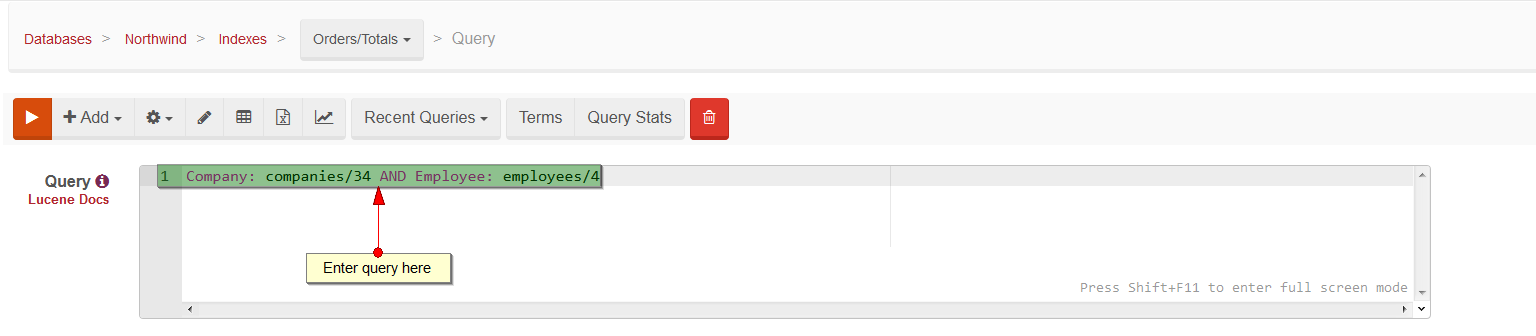 Databases > Northwind > Indexes > Orders/Totals > Query
Add Recent Queries Terms Query Stats
Query
Lucene Docs
1 Company: companies/34 AND Employee: employees/4
Enter query here
Press Shift+F11 to enter full screen mode